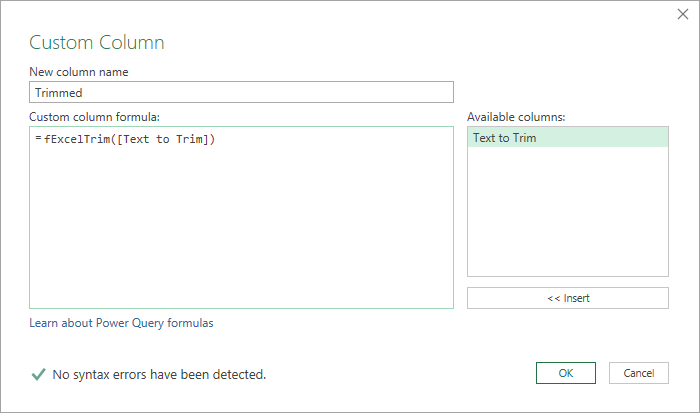 Custom Column
New column name
Trimmed
Custom column formula:
=fExcelTrim([Text to Trim])
Available columns:
Text to Trim
<< Insert
Learn about Power Query formulas
No syntax errors have been detected.
OK
Cancel